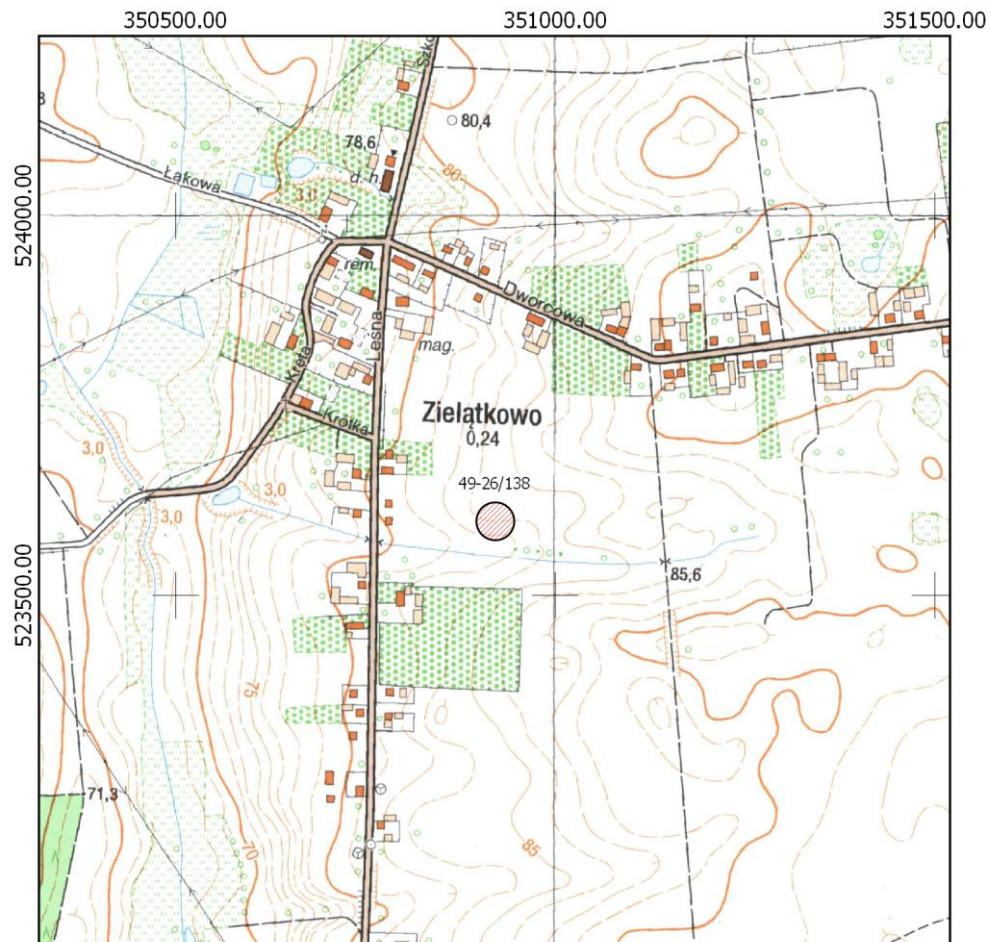 350500.00 351000.00 351500.00
80,4
78,6
d. h.
80
Łąkowa
3,0
524000.00
rem.
Dworcowa
Leśna
mag.
Kręta
Krótka
Zielątkowo
0,24
3,0
49-26/138
3,0
3,0
85,6
523500.00
75
71,3
70
85